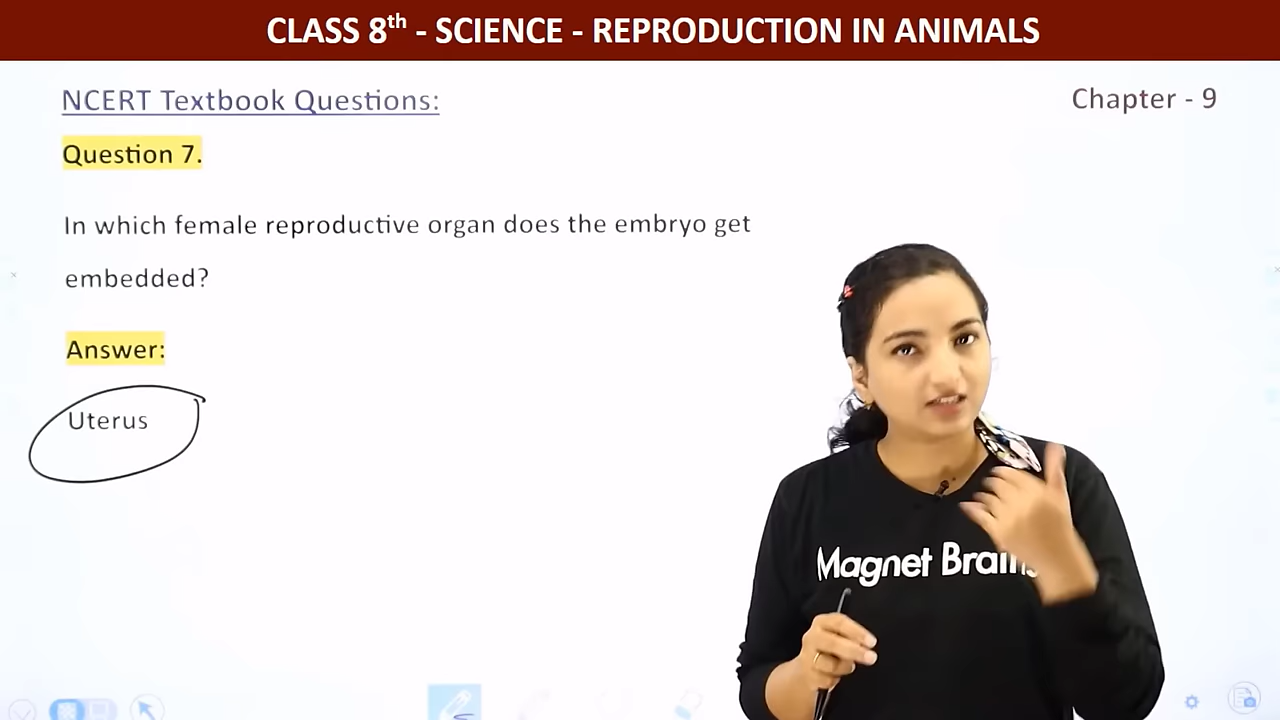 CLASS 8th - SCIENCE - REPRODUCTION IN ANIMALS
NCERT Textbook Questions:
Chapter - 9
Question 7.
In which female reproductive organ does the embryo get
embedded?
Answer:
Uterus
Magnet Brains